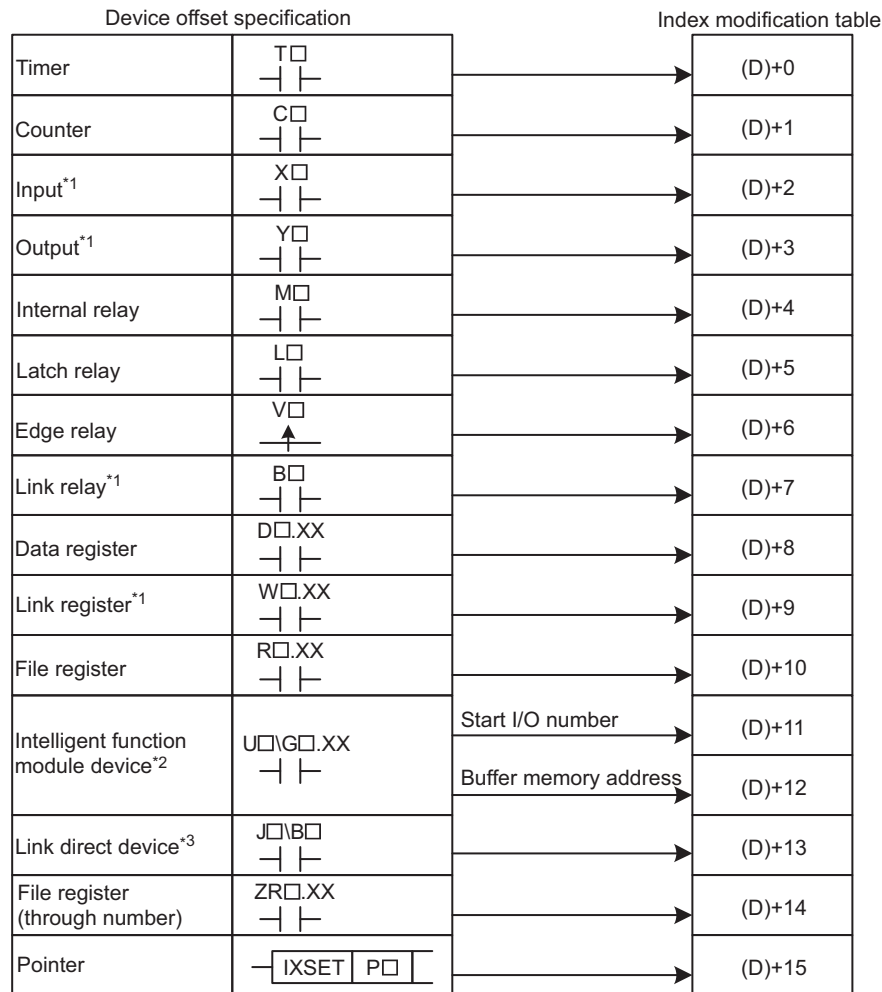 Device offset specification
Index modification table
Timer T□ (D)+0
Counter C□ (D)+1
Input*1 X□ (D)+2
Output*1 Y□ (D)+3
Internal relay M□ (D)+4
Latch relay L□ (D)+5
Edge relay V□ (D)+6
Link relay*1 B□ (D)+7
Data register D□.XX (D)+8
Link register*1 W□.XX (D)+9
File register R□.XX (D)+10
Intelligent function
module device*2
U□\G□.XX
Start I/O number (D)+11
Buffer memory address (D)+12
Link direct device*3 J□\B□ (D)+13
File register
(through number)
ZR□.XX (D)+14
Pointer IXSET P□ (D)+15